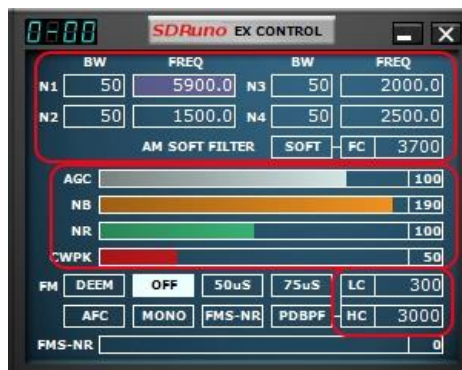 0-00 SDRuno EX CONTROL
BW FREQ BW FREQ
N1 50 5900.0 N3 50 2000.0
N2 50 1500.0 N4 50 2500.0
AM SOFT FILTER SOFT FC 3700
AGC 100
NB 190
NR 100
CWPK 50
FM DEEM OFF 50uS 75uS LC 300
AFC MONO FMS-NR PDBPF HC 3000
FMS-NR 0